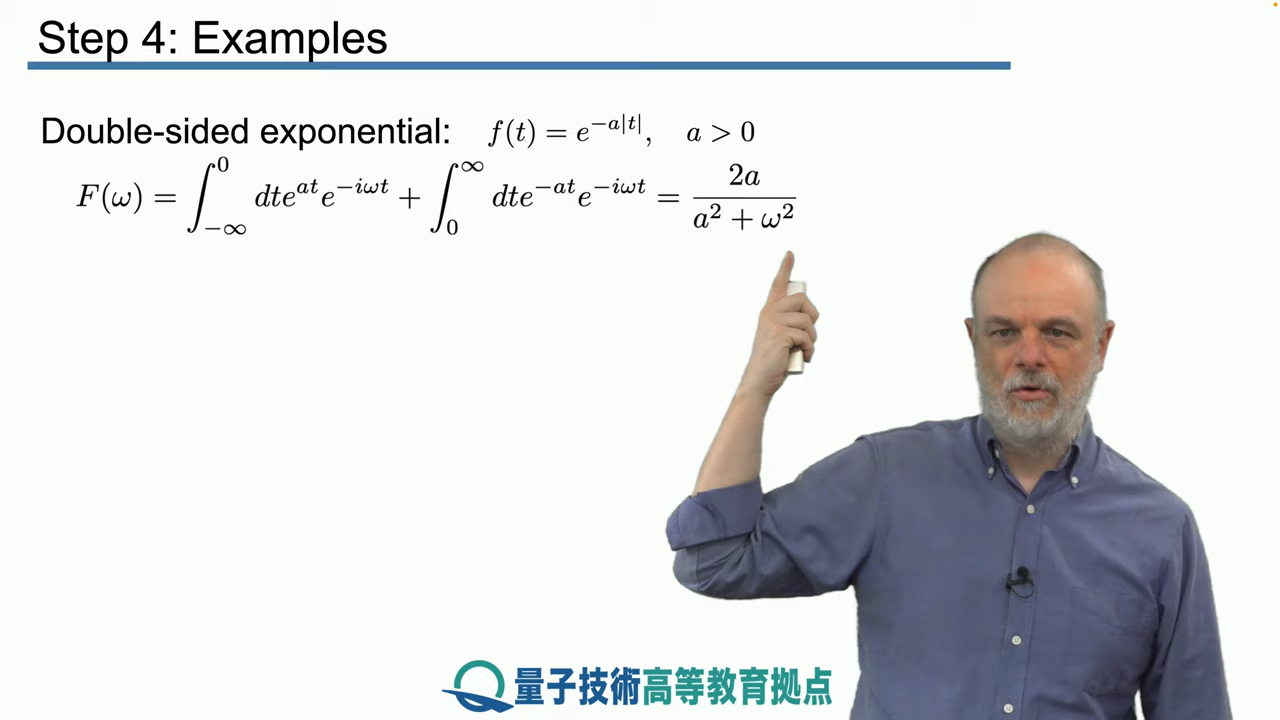 Step 4: Examples
Double-sided exponential: f(t) = e^{-a|t|}, a > 0
F(ω) = ∫_{-∞}^{0} dte^{at}e^{-iωt} + ∫_{0}^{∞} dte^{-at}e^{-iωt} = \frac{2a}{a^2 + ω^2}
量子技術高等教育拠点